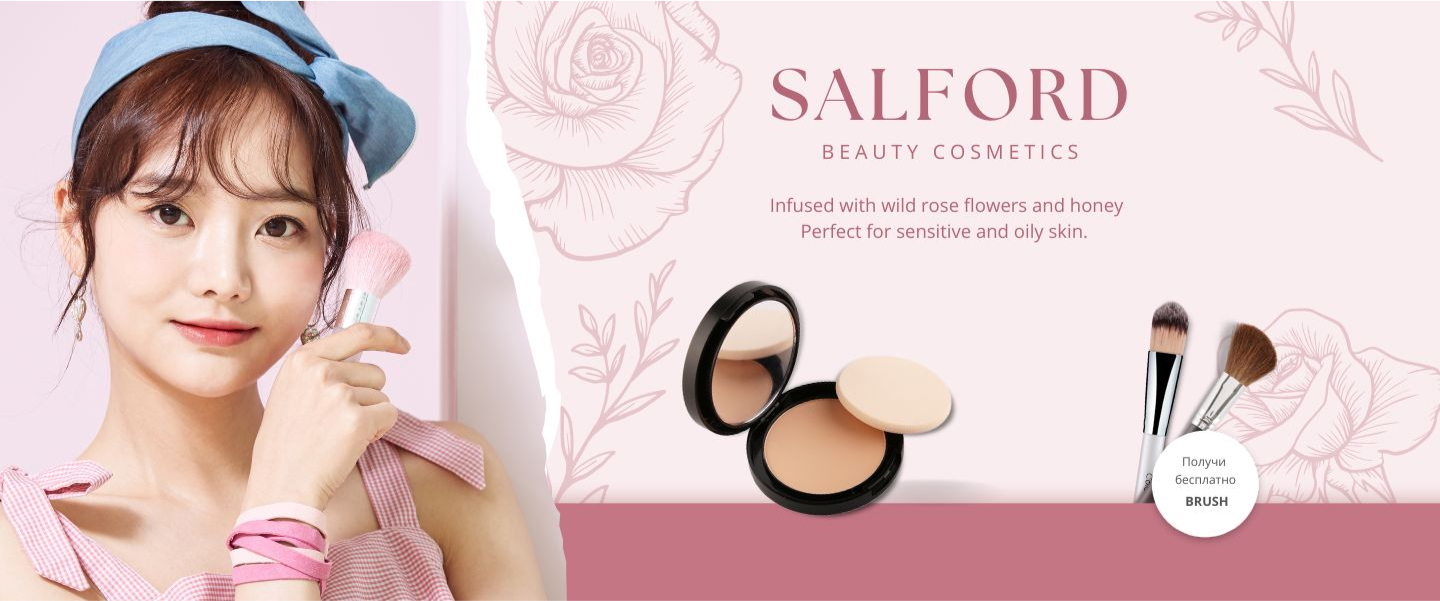 SALFORD
BEAUTY COSMETICS
Infused with wild rose flowers and honey
Perfect for sensitive and oily skin.
Получи
бесплатно
BRUSH